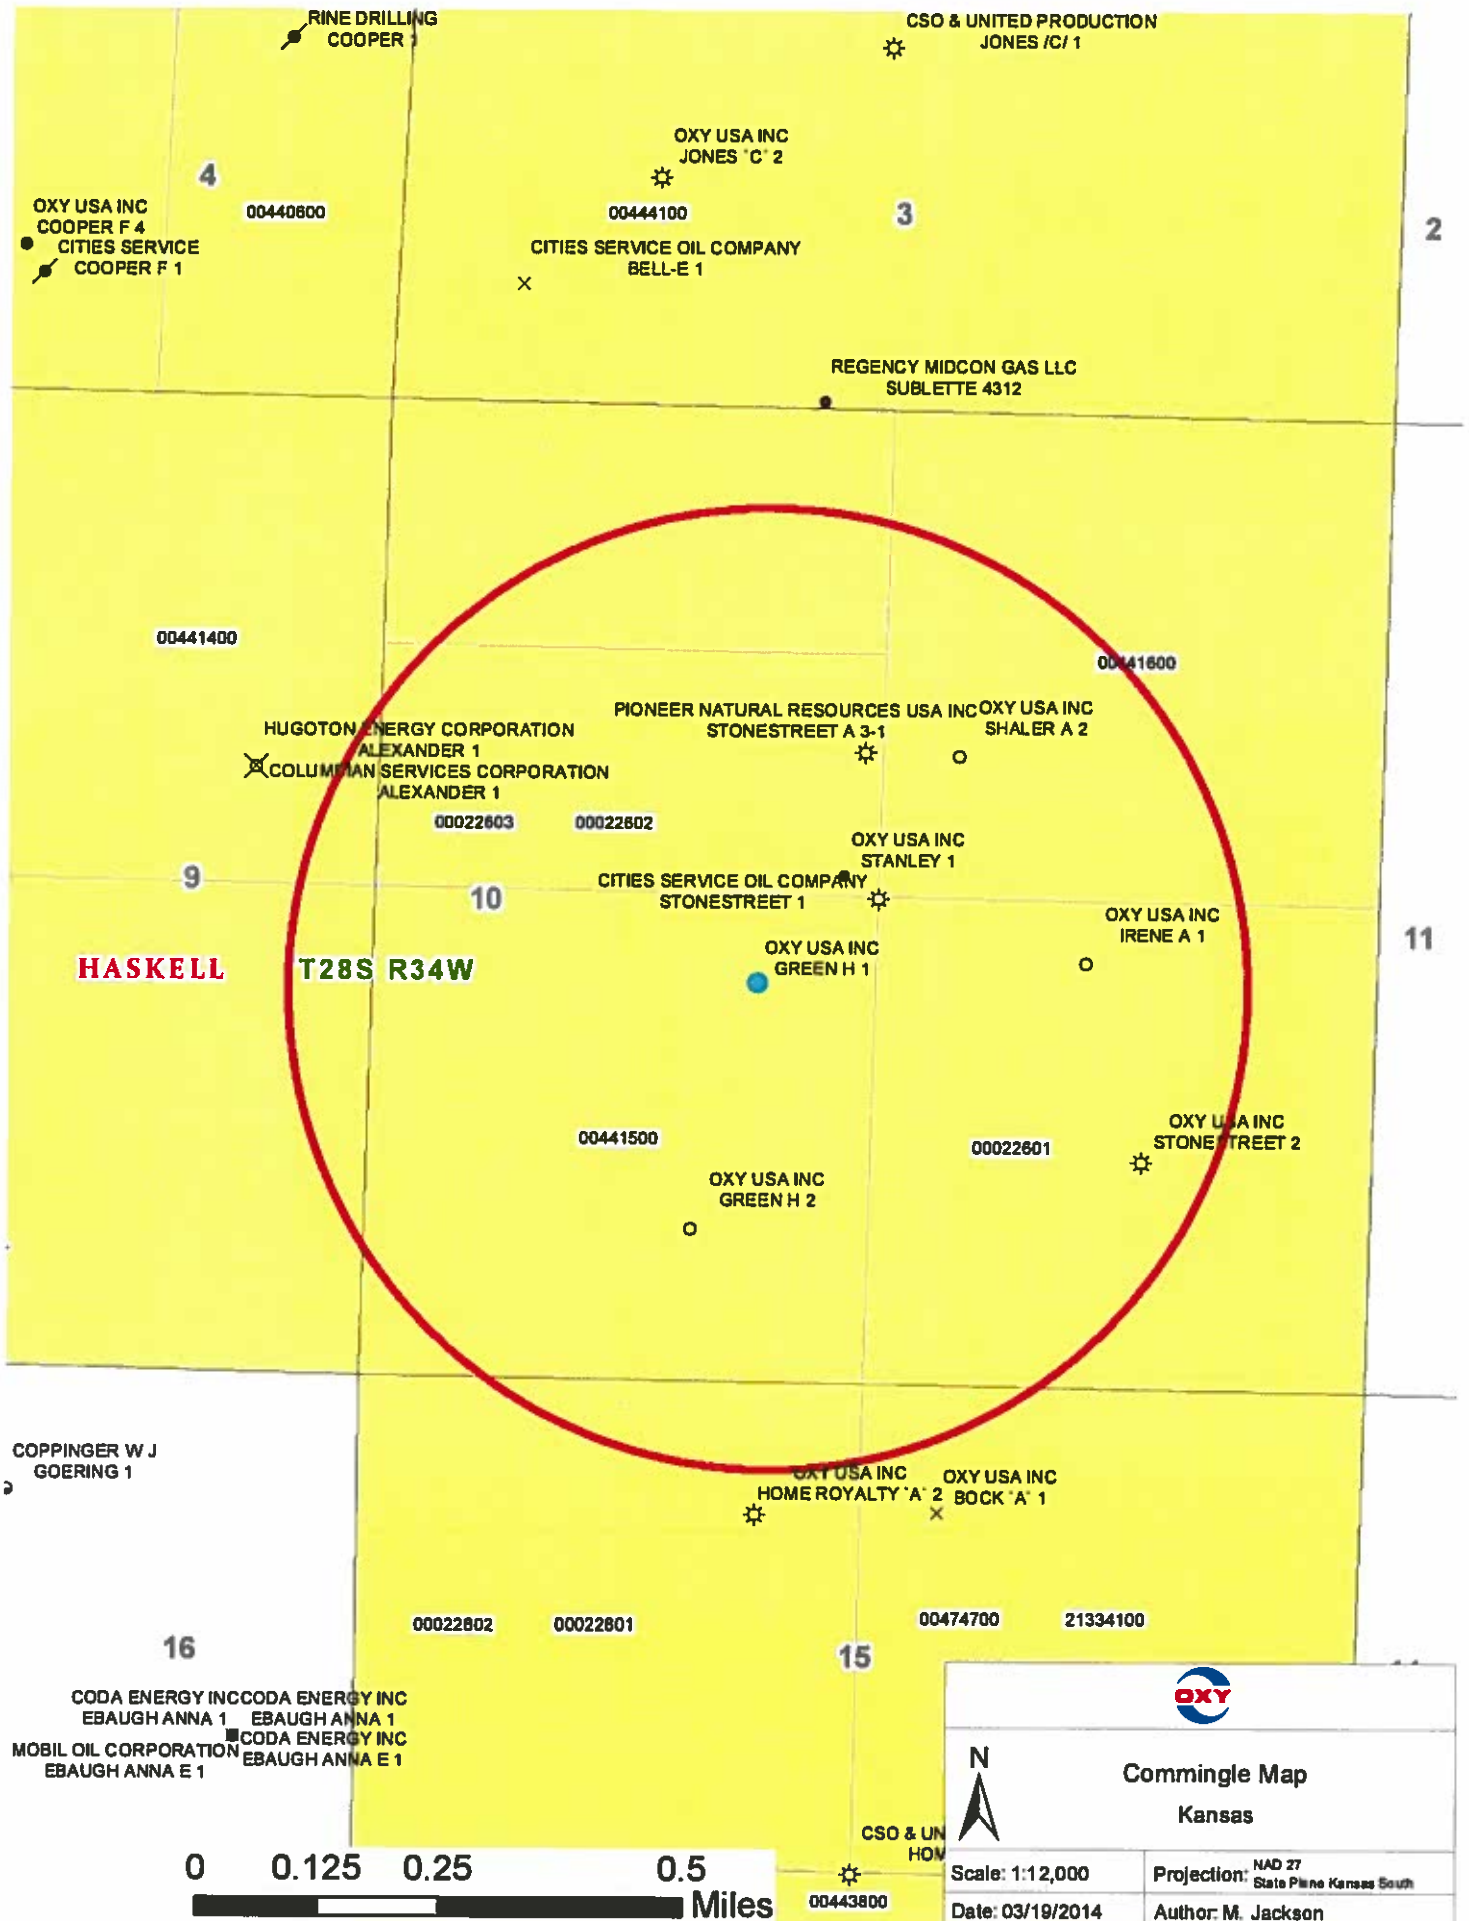 RINE DRILLING
COOPER 1
CSO & UNITED PRODUCTION
JONES /C/ 1
OXY USA INC
JONES "C" 2
4
00440600
00444100
3
2
OXY USA INC
COOPER F 4
CITIES SERVICE
COOPER F 1
CITIES SERVICE OIL COMPANY
BELL-E 1
REGENCY MIDCON GAS LLC
SUBLETTE 4312
00441400
00441600
PIONEER NATURAL RESOURCES USA INC
STONESTREET A 3-1
OXY USA INC
SHALER A 2
HUGOTON ENERGY CORPORATION
ALEXANDER 1
COLUMBIAN SERVICES CORPORATION
ALEXANDER 1
00022603
00022602
OXY USA INC
STANLEY 1
9
10
CITIES SERVICE OIL COMPANY
STONESTREET 1
OXY USA INC
IRENE A 1
11
HASKELL
T28S R34W
OXY USA INC
GREEN H 1
00441500
00022601
OXY USA INC
STONESTREET 2
OXY USA INC
GREEN H 2
COPPINGER W J
GOERING 1
OXY USA INC
HOME ROYALTY "A" 2
OXY USA INC
BOCK "A" 1
00022802
00022801
00474700
21334100
16
15
CODA ENERGY INC
EBAUGH ANNA 1
CODA ENERGY INC
EBAUGH ANNA 1
MOBIL OIL CORPORATION
EBAUGH ANNA E 1
CODA ENERGY INC
EBAUGH ANNA E 1
OXY
N
Commingle Map
Kansas
CSO & UN
HOM
00443800
0 0.125 0.25 0.5
Miles
Scale: 1:12,000
Projection: NAD 27
State Plane Kansas South
Date: 03/19/2014
Author: M. Jackson